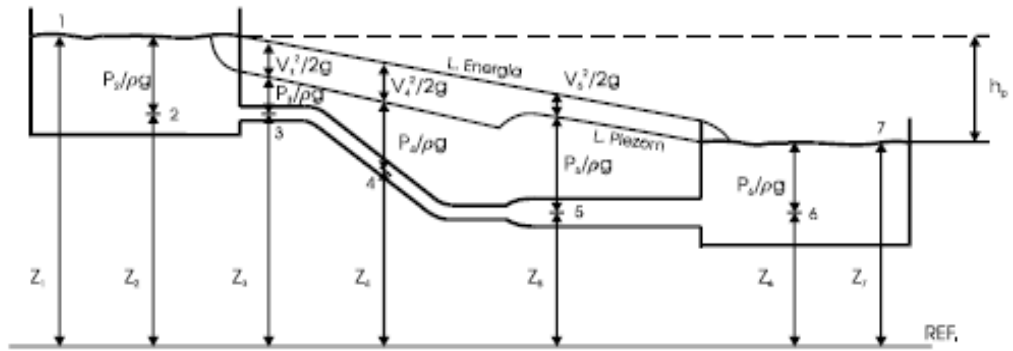 1
V₃²/2g
L. Energía
V₄²/2g
V₅²/2g
hₚ
P₂/ρg
P₃/ρg
2
3
L. Piezom
7
P₄/ρg
4
P₅/ρg
P₆/ρg
5
6
Z₁
Z₂
Z₃
Z₄
Z₅
Z₆
Z₇
REF.